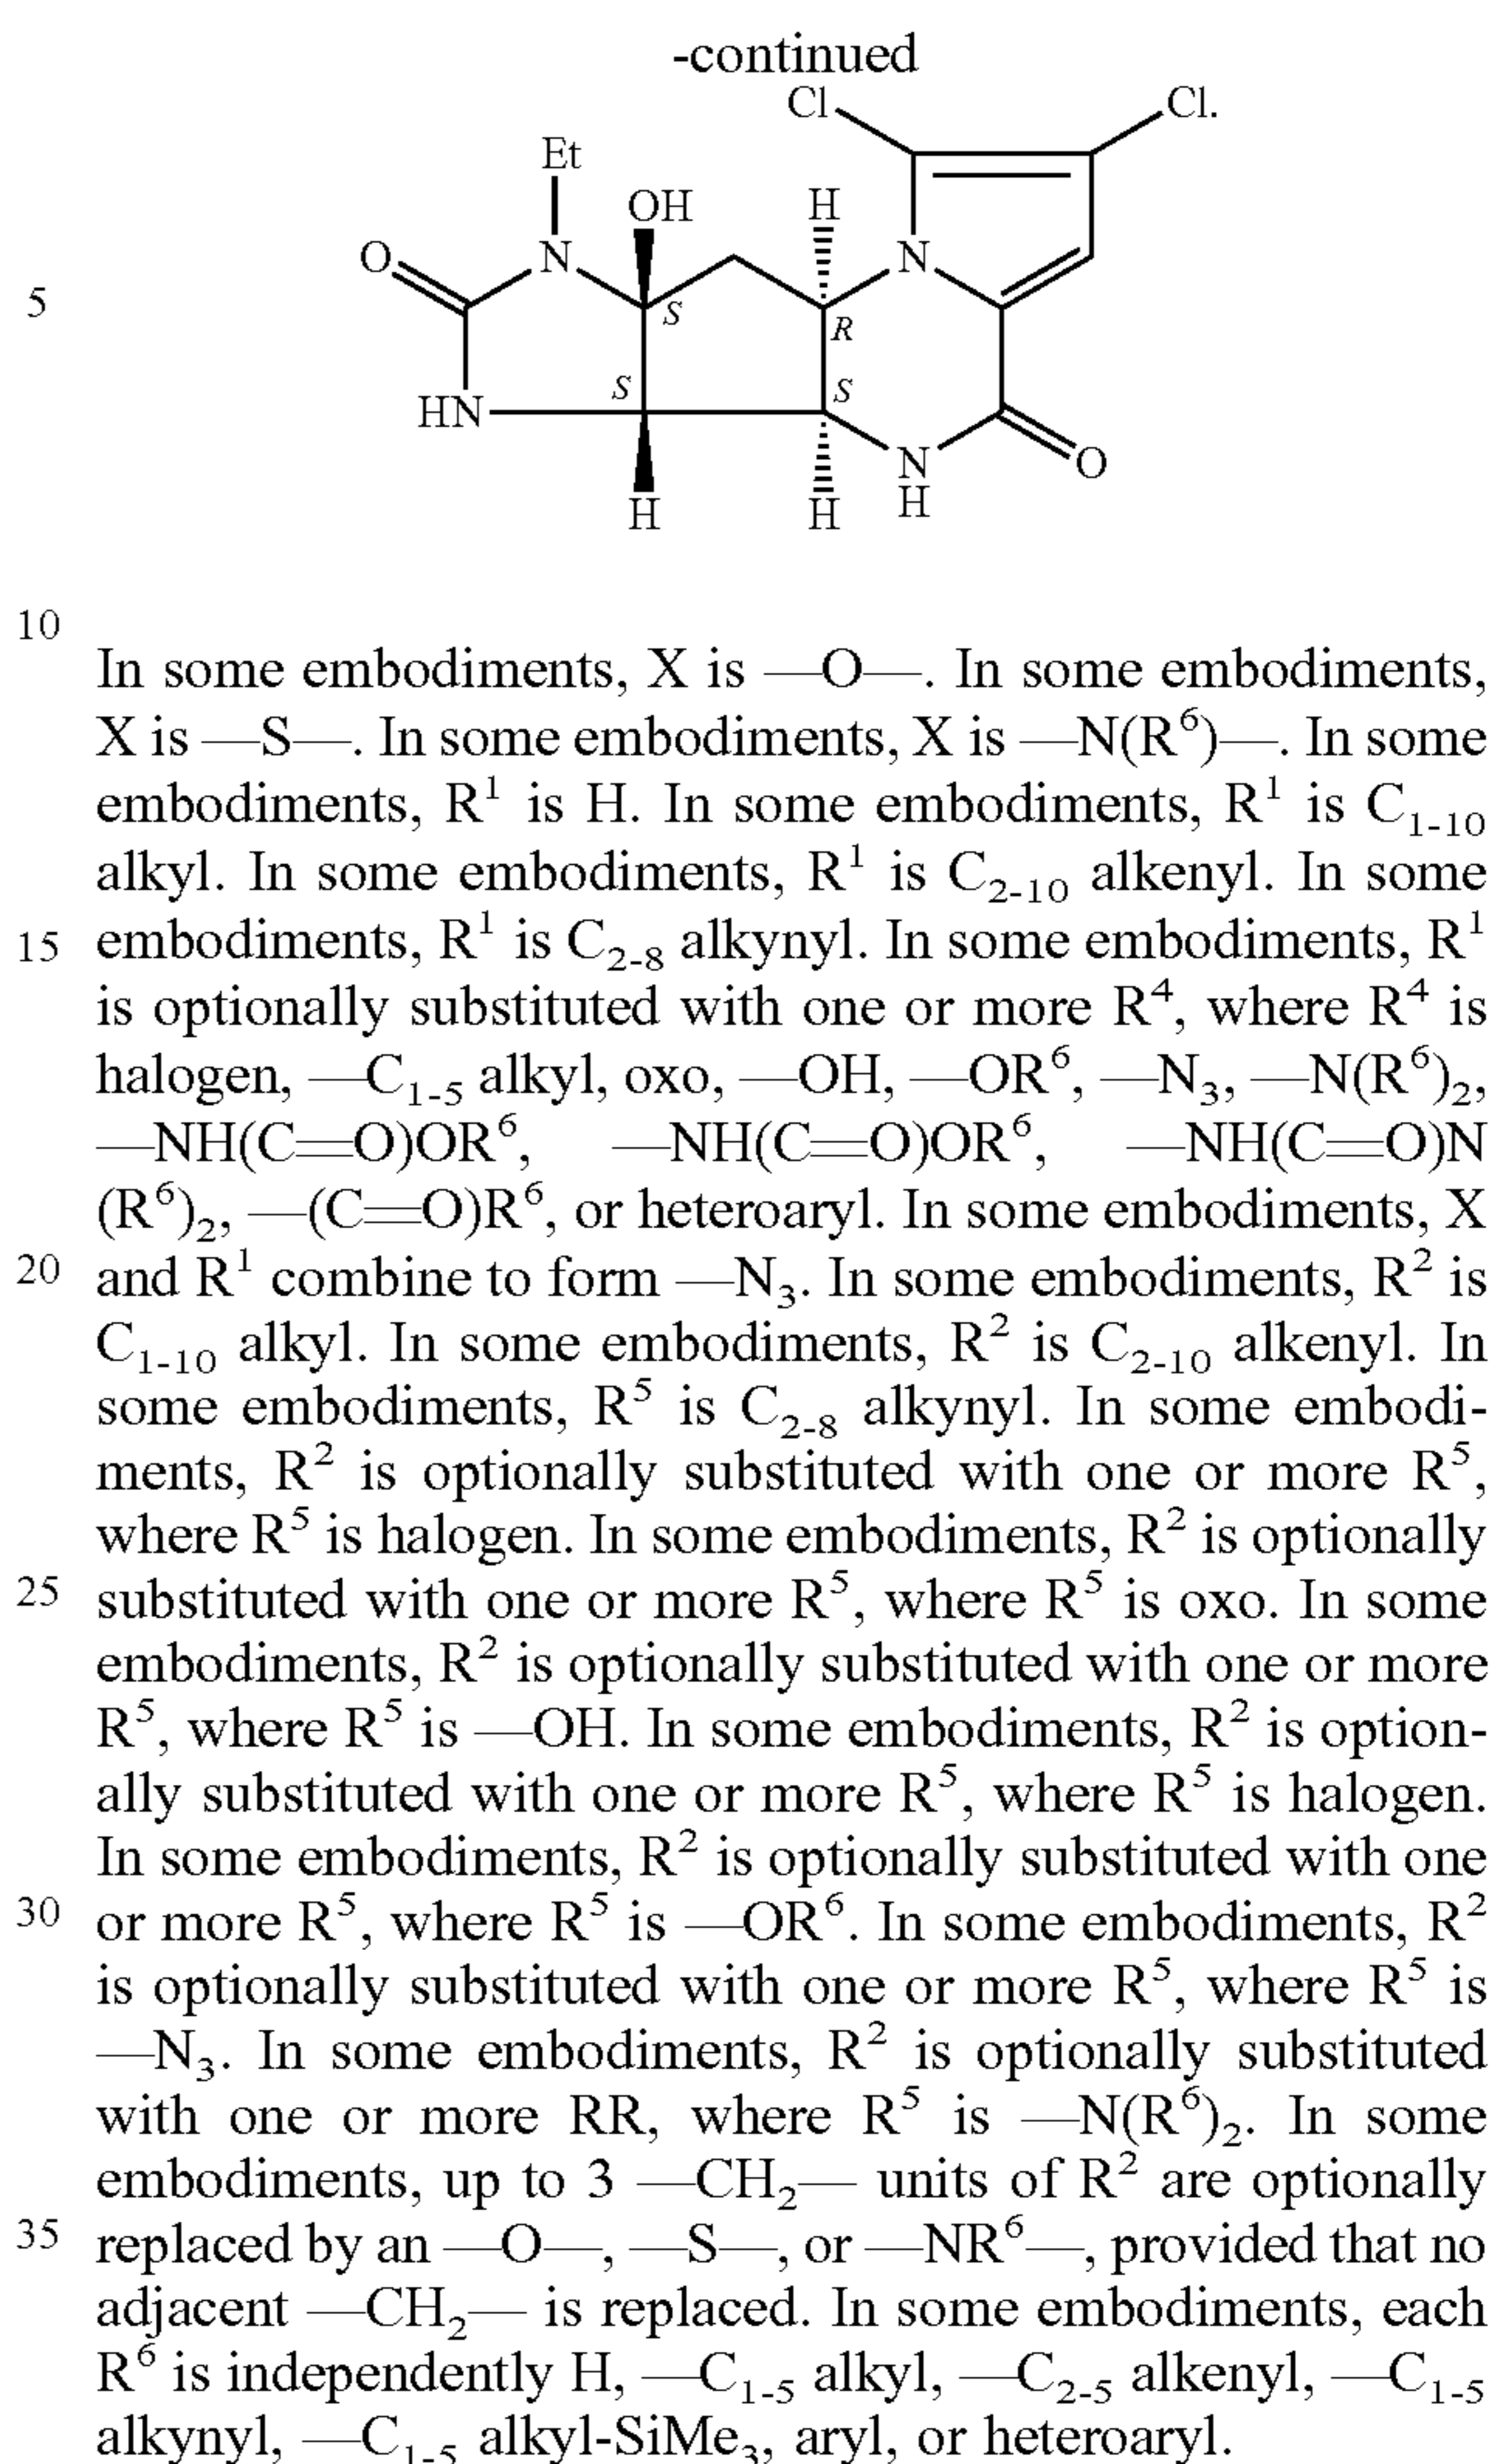 -continued
Cl Cl.
Et
OH H
O N N
5
S R
S S
HN N O
H H H
10
In some embodiments, X is —O—. In some embodiments,
X is —S—. In some embodiments, X is —N(R⁶)—. In some
embodiments, R¹ is H. In some embodiments, R¹ is C₁₋₁₀
alkyl. In some embodiments, R¹ is C₂₋₁₀ alkenyl. In some
15 embodiments, R¹ is C₂₋₈ alkynyl. In some embodiments, R¹
is optionally substituted with one or more R⁴, where R⁴ is
halogen, —C₁₋₅ alkyl, oxo, —OH, —OR⁶, —N₃, —N(R⁶)₂,
—NH(C=O)OR⁶, —NH(C=O)OR⁶, —NH(C=O)N
(R⁶)₂, —(C=O)R⁶, or heteroaryl. In some embodiments, X
20 and R¹ combine to form —N₃. In some embodiments, R² is
C₁₋₁₀ alkyl. In some embodiments, R² is C₂₋₁₀ alkenyl. In
some embodiments, R⁵ is C₂₋₈ alkynyl. In some embodi-
ments, R² is optionally substituted with one or more R⁵,
where R⁵ is halogen. In some embodiments, R² is optionally
25 substituted with one or more R⁵, where R⁵ is oxo. In some
embodiments, R² is optionally substituted with one or more
R⁵, where R⁵ is —OH. In some embodiments, R² is option-
ally substituted with one or more R⁵, where R⁵ is halogen.
In some embodiments, R² is optionally substituted with one
30 or more R⁵, where R⁵ is —OR⁶. In some embodiments, R²
is optionally substituted with one or more R⁵, where R⁵ is
—N₃. In some embodiments, R² is optionally substituted
with one or more RR, where R⁵ is —N(R⁶)₂. In some
embodiments, up to 3 —CH₂— units of R² are optionally
35 replaced by an —O—, —S—, or —NR⁶—, provided that no
adjacent —CH₂— is replaced. In some embodiments, each
R⁶ is independently H, —C₁₋₅ alkyl, —C₂₋₅ alkenyl, —C₁₋₅
alkynyl, —C₁₋₅ alkyl-SiMe₃, aryl, or heteroaryl.